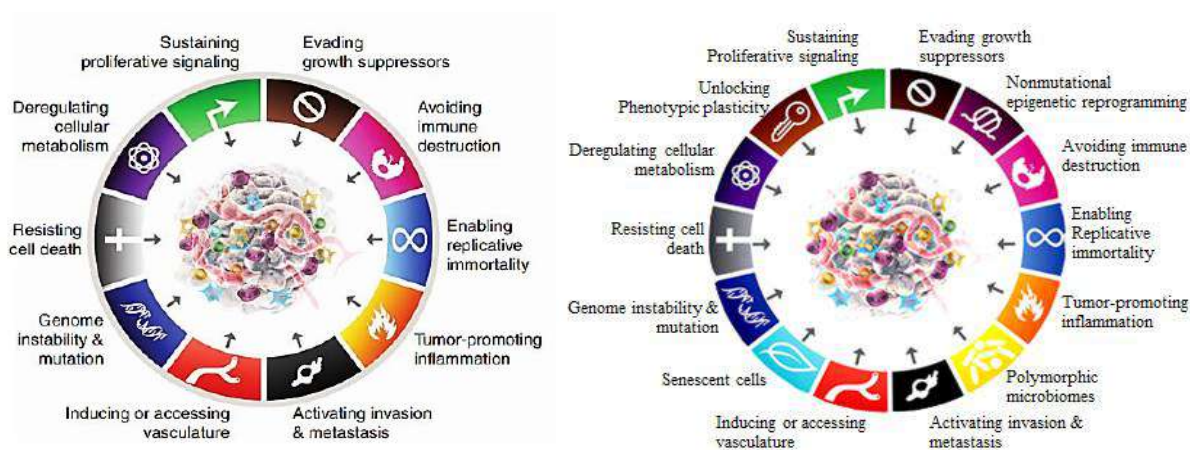 Sustaining
proliferative signaling
Evading
growth suppressors
Deregulating
cellular
metabolism
Avoiding
immune
destruction
Resisting
cell death
Enabling
replicative
immortality
Genome
instability &
mutation
Tumor-promoting
inflammation
Inducing or accessing
vasculature
Activating invasion
& metastasis
Sustaining
Proliferative signaling
Evading growth
suppressors
Unlocking
Phenotypic plasticity
Nonmutational
epigenetic reprogramming
Deregulating cellular
metabolism
Avoiding immune
destruction
Resisting cell
death
Enabling
Replicative
immortality
Genome instability &
mutation
Tumor-promoting
inflammation
Senescent cells
Polymorphic
microbiomes
Inducing or accessing
vasculature
Activating invasion &
metastasis